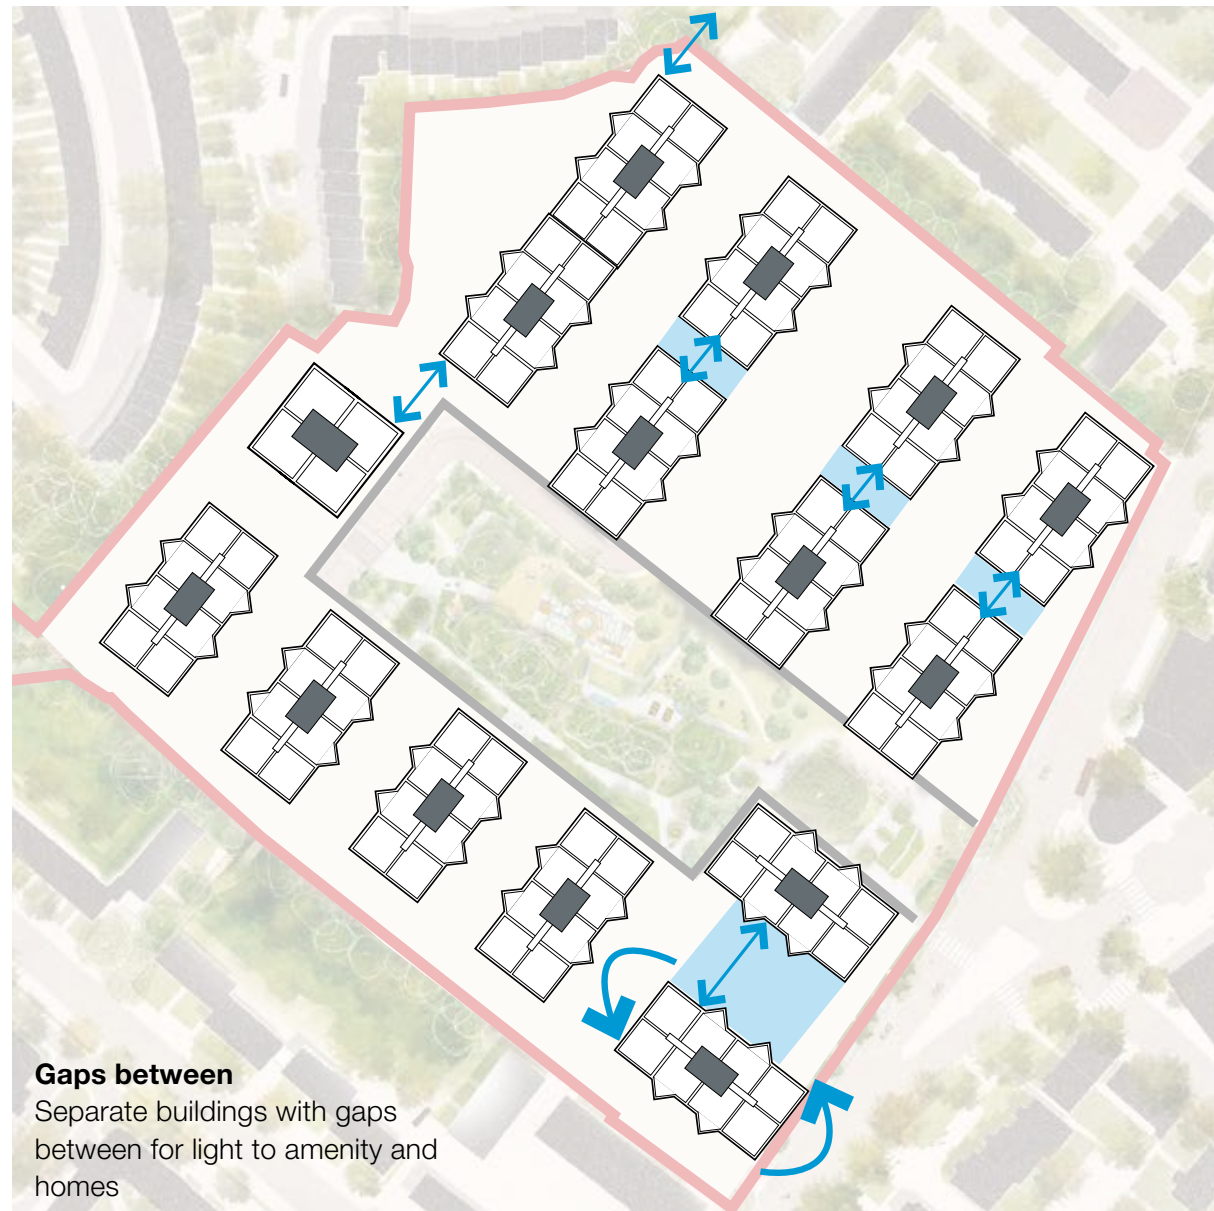 Gaps between
Separate buildings with gaps
between for light to amenity and
homes